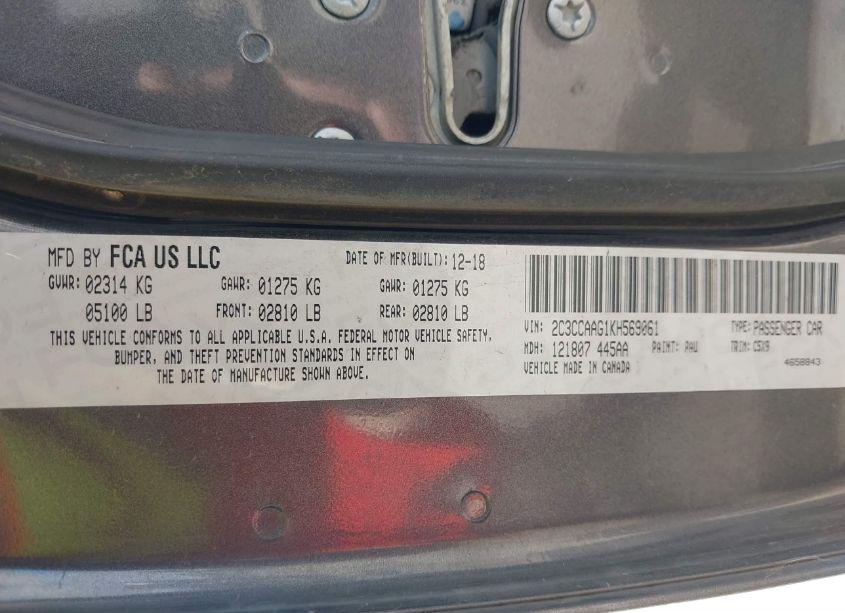 MFD BY FCA US LLC DATE OF MFR(BUILT): 12-18
GVWR: 02314 KG GAWR: 01275 KG GAWR: 01275 KG
05100 LB FRONT: 02810 LB REAR: 02810 LB
THIS VEHICLE CONFORMS TO ALL APPLICABLE U.S.A. FEDERAL MOTOR VEHICLE SAFETY,
BUMPER, AND THEFT PREVENTION STANDARDS IN EFFECT ON
THE DATE OF MANUFACTURE SHOWN ABOVE.
VIN: 2C3CCAAG1KH569061 TYPE: PASSENGER CAR
MDH: 121807 445AA PAINT: PAU TRIM: C5X9
VEHICLE MADE IN CANADA 4658843